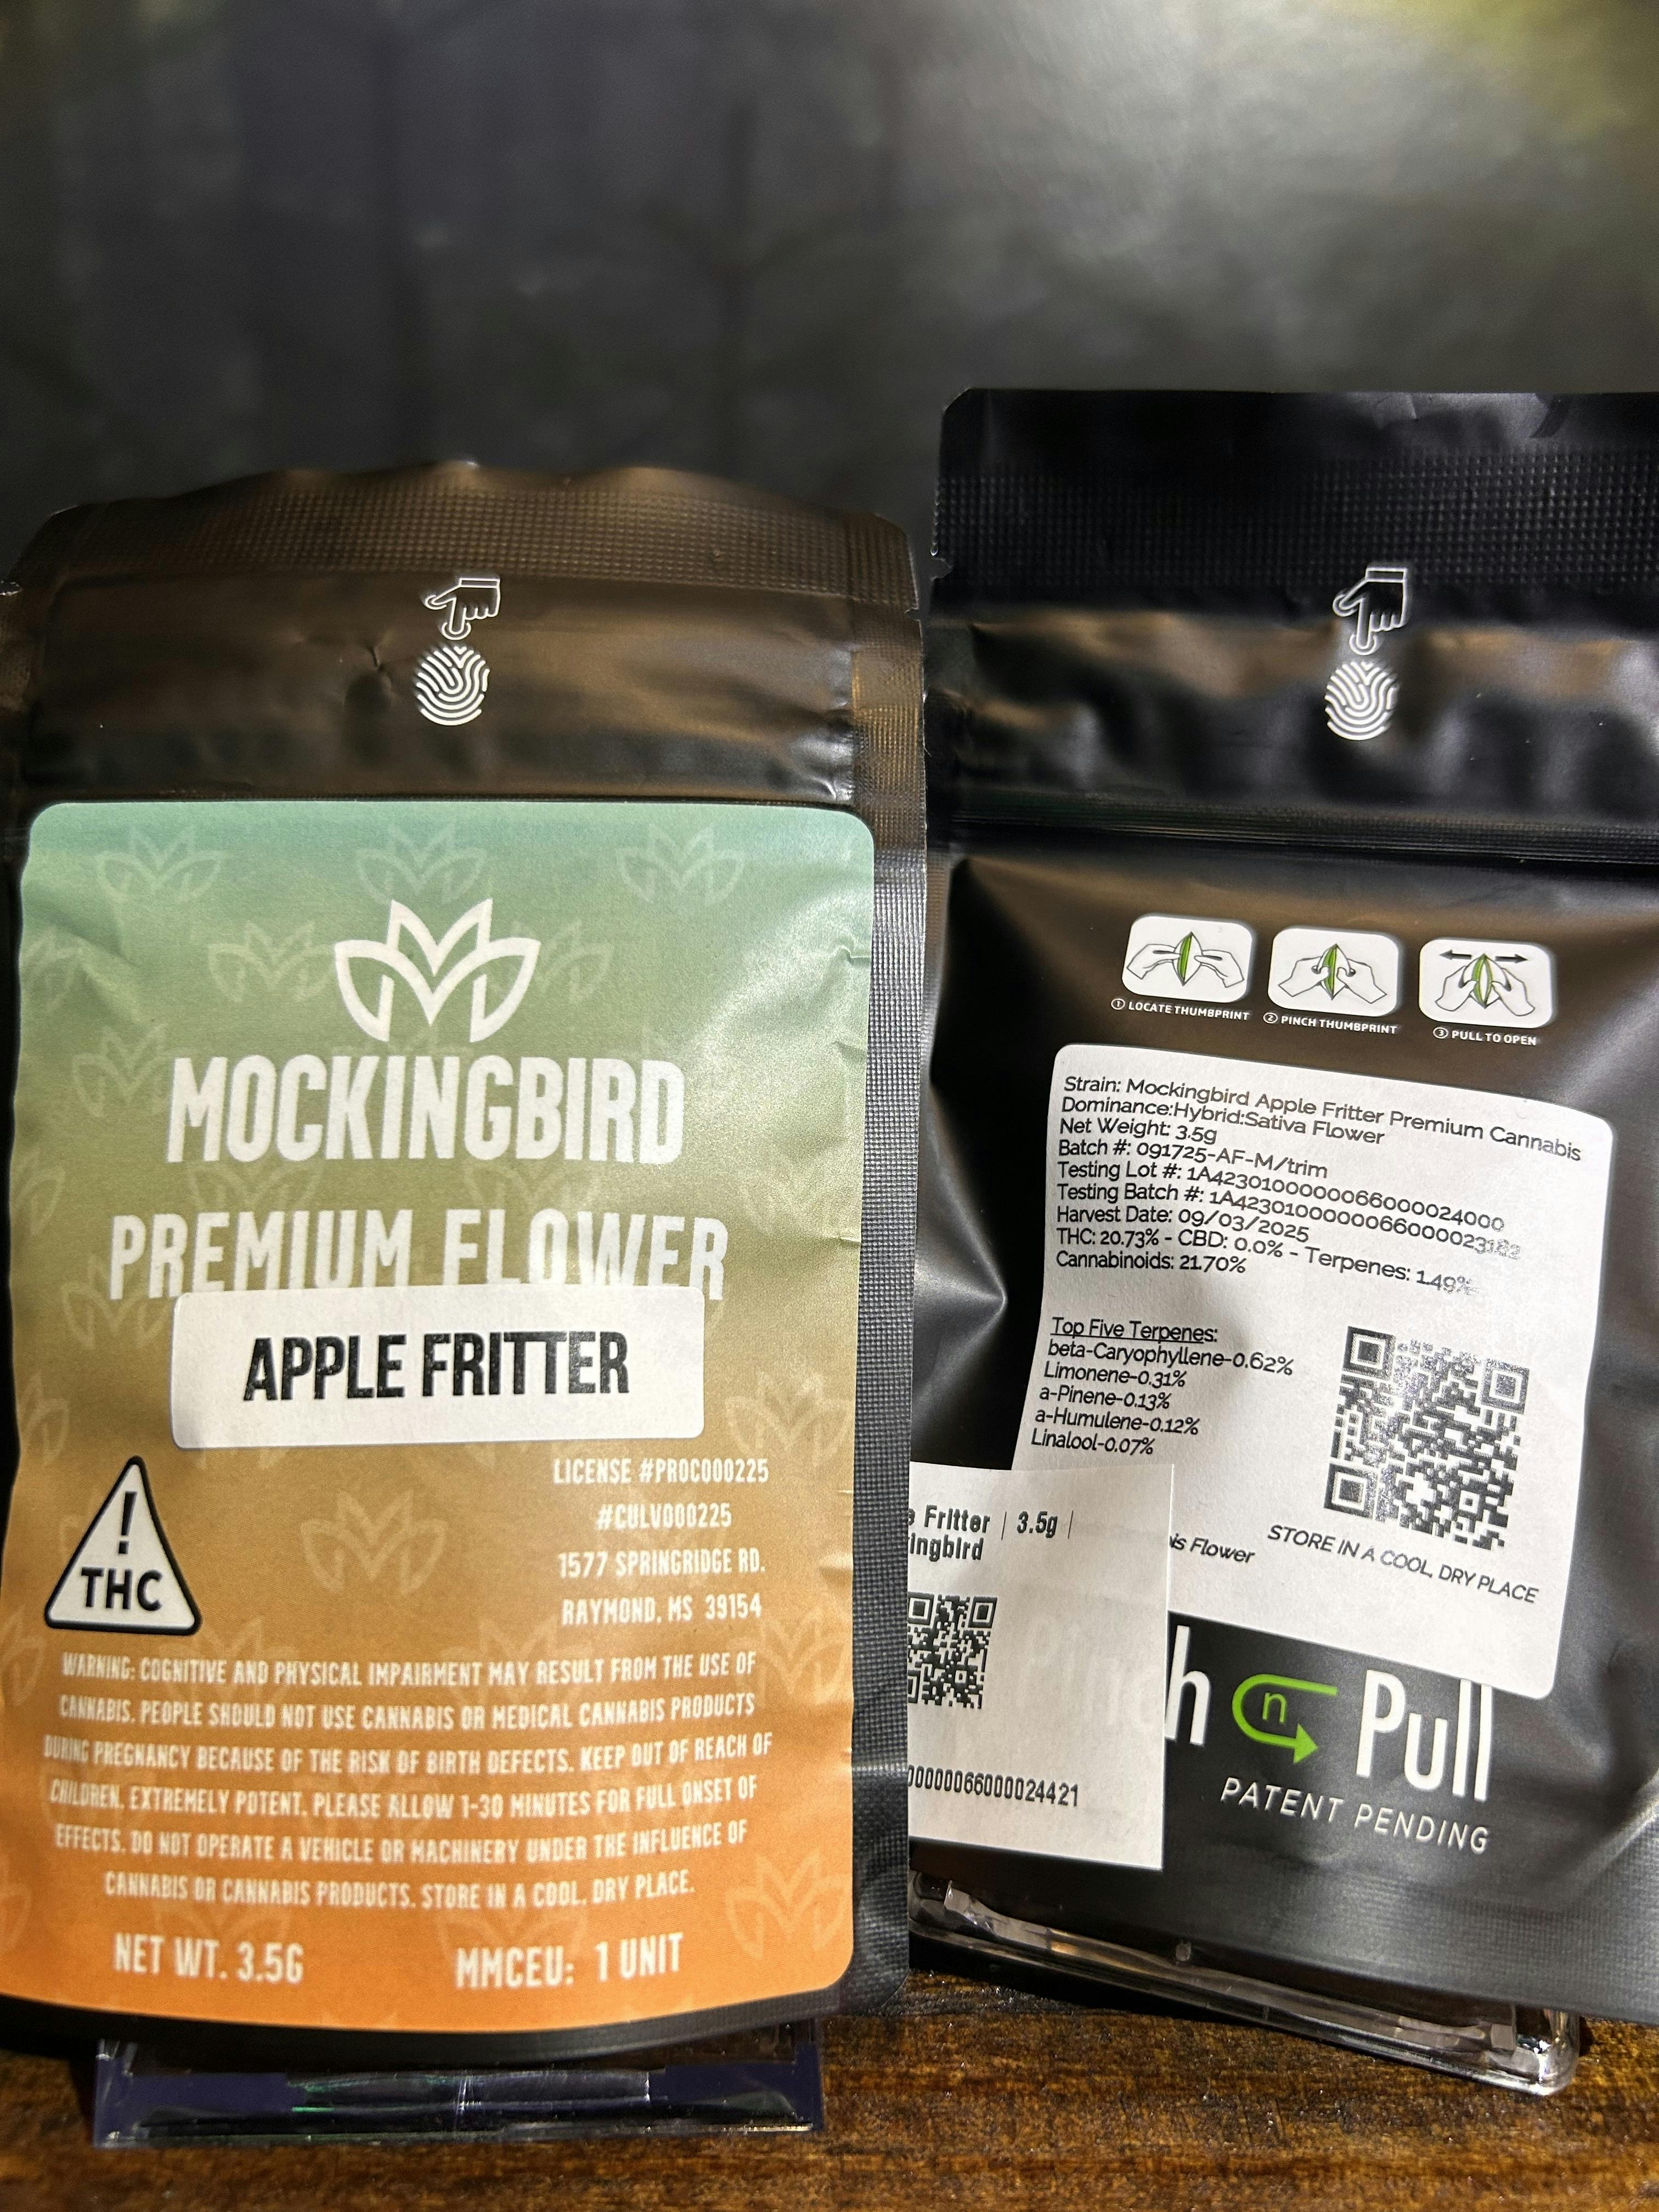 MOCKINGBIRD
PREMIUM FLOWER
APPLE FRITTER
LICENSE #PROC000225
#CULV000225
1577 SPRINGRIDGE RD.
RAYMOND, MS 39154
! THC
WARNING: COGNITIVE AND PHYSICAL IMPAIRMENT MAY RESULT FROM THE USE OF
CANNABIS. PEOPLE SHOULD NOT USE CANNABIS OR MEDICAL CANNABIS PRODUCTS
DURING PREGNANCY BECAUSE OF THE RISK OF BIRTH DEFECTS. KEEP OUT OF REACH OF
CHILDREN. EXTREMELY POTENT. PLEASE ALLOW 1-30 MINUTES FOR FULL ONSET OF
EFFECTS. DO NOT OPERATE A VEHICLE OR MACHINERY UNDER THE INFLUENCE OF
CANNABIS OR CANNABIS PRODUCTS. STORE IN A COOL, DRY PLACE.
NET WT. 3.5G
MMCEU: 1 UNIT
① LOCATE THUMBPRINT
② PINCH THUMBPRINT
③ PULL TO OPEN
Strain: Mockingbird Apple Fritter Premium Cannabis
Dominance:Hybrid:Sativa Flower
Net Weight: 3.5g
Batch #: 091725-AF-M/trim
Testing Lot #: 1A4230100000066000024000
Testing Batch #:
Harvest Date: 09/03/2025
THC: 20.73% - CBD: 0.0% - Terpenes: 1.49%
Cannabinoids: 21.70%
Top Five Terpenes:
beta-Caryophyllene-0.62%
Limonene-0.31%
a-Pinene-0.13%
a-Humulene-0.12%
Linalool-0.07%
STORE IN A COOL, DRY PLACE
is Flower
e Fritter | 3.5g |
ingbird
0000066000024421
h n Pull
PATENT PENDING